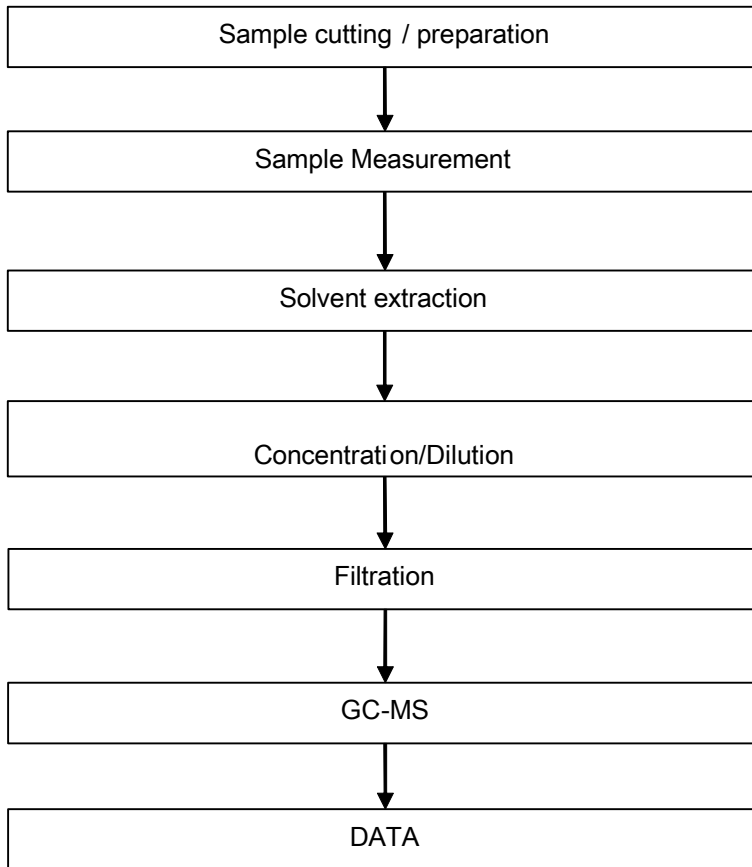 Sample cutting / preparation
Sample Measurement
Solvent extraction
Concentration/Dilution
Filtration
GC-MS
DATA